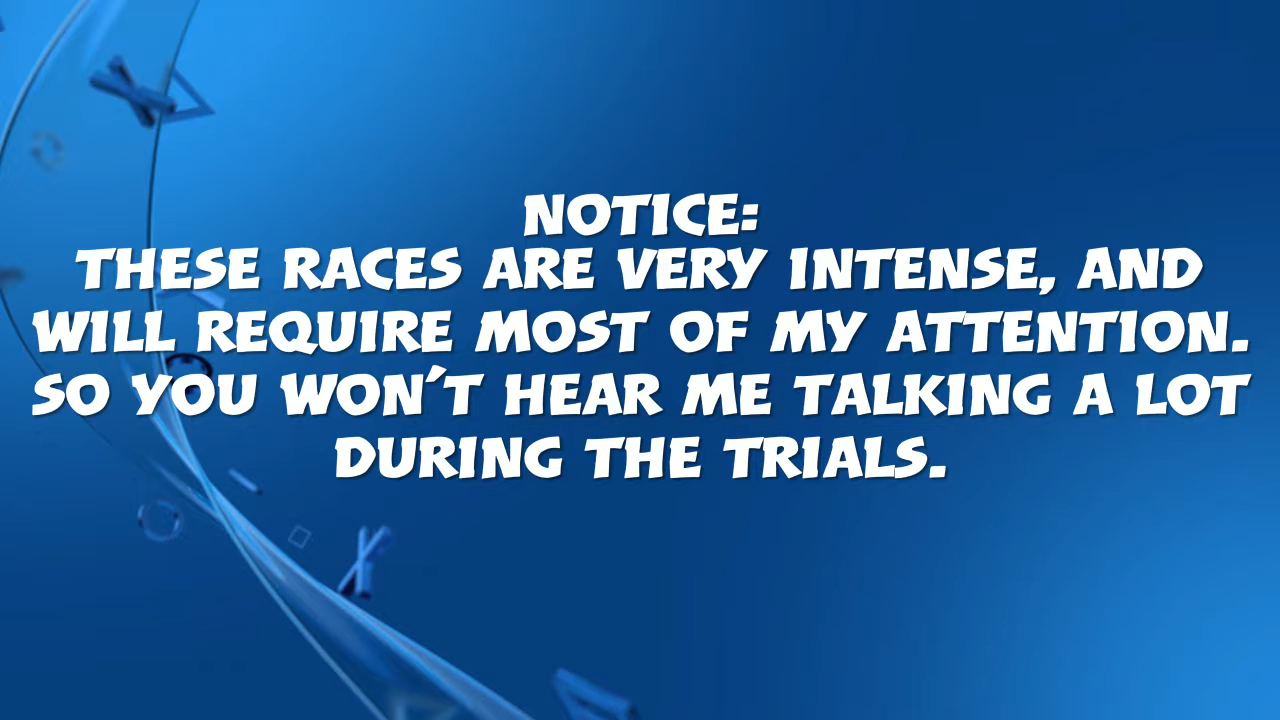 NOTICE:
THESE RACES ARE VERY INTENSE, AND
WILL REQUIRE MOST OF MY ATTENTION.
SO YOU WON'T HEAR ME TALKING A LOT
DURING THE TRIALS.